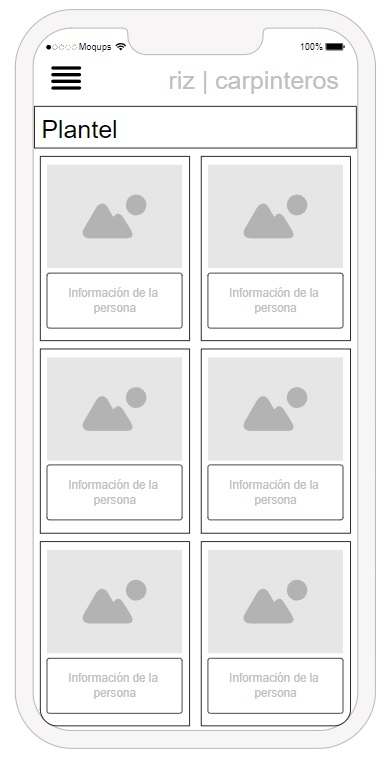 Moqups 100%
riz | carpinteros
Plantel
Información de la
persona
Información de la
persona
Información de la
persona
Información de la
persona
Información de la
persona
Información de la
persona